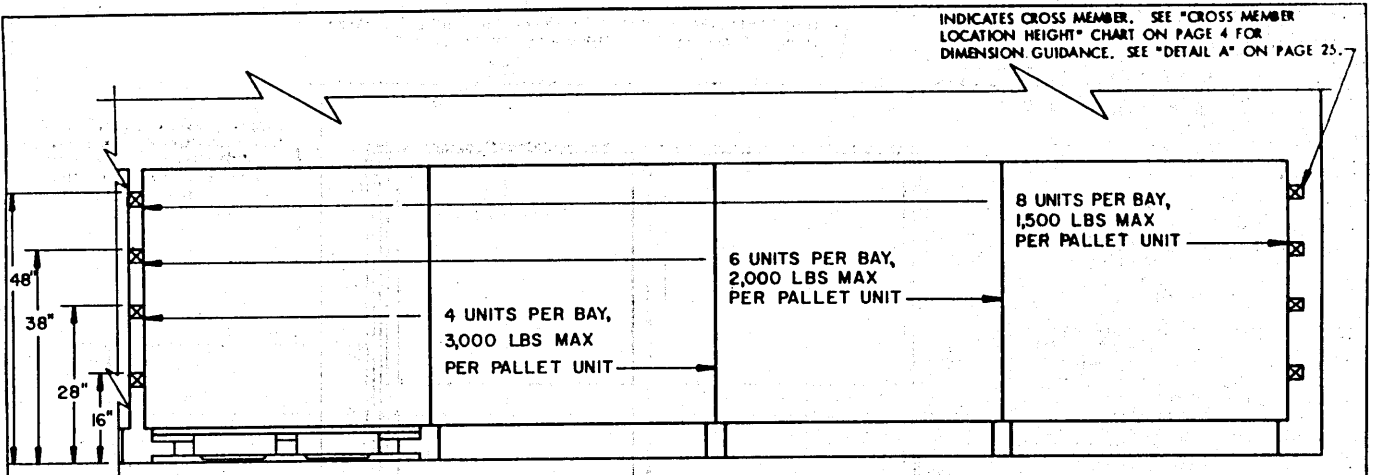 INDICATES CROSS MEMBER. SEE "CROSS MEMBER
LOCATION HEIGHT" CHART ON PAGE 4 FOR
DIMENSION GUIDANCE. SEE "DETAIL A" ON PAGE 25.
8 UNITS PER BAY,
1,500 LBS MAX
PER PALLET UNIT
6 UNITS PER BAY,
2,000 LBS MAX
PER PALLET UNIT
4 UNITS PER BAY,
3,000 LBS MAX
PER PALLET UNIT
48"
38"
28"
16"